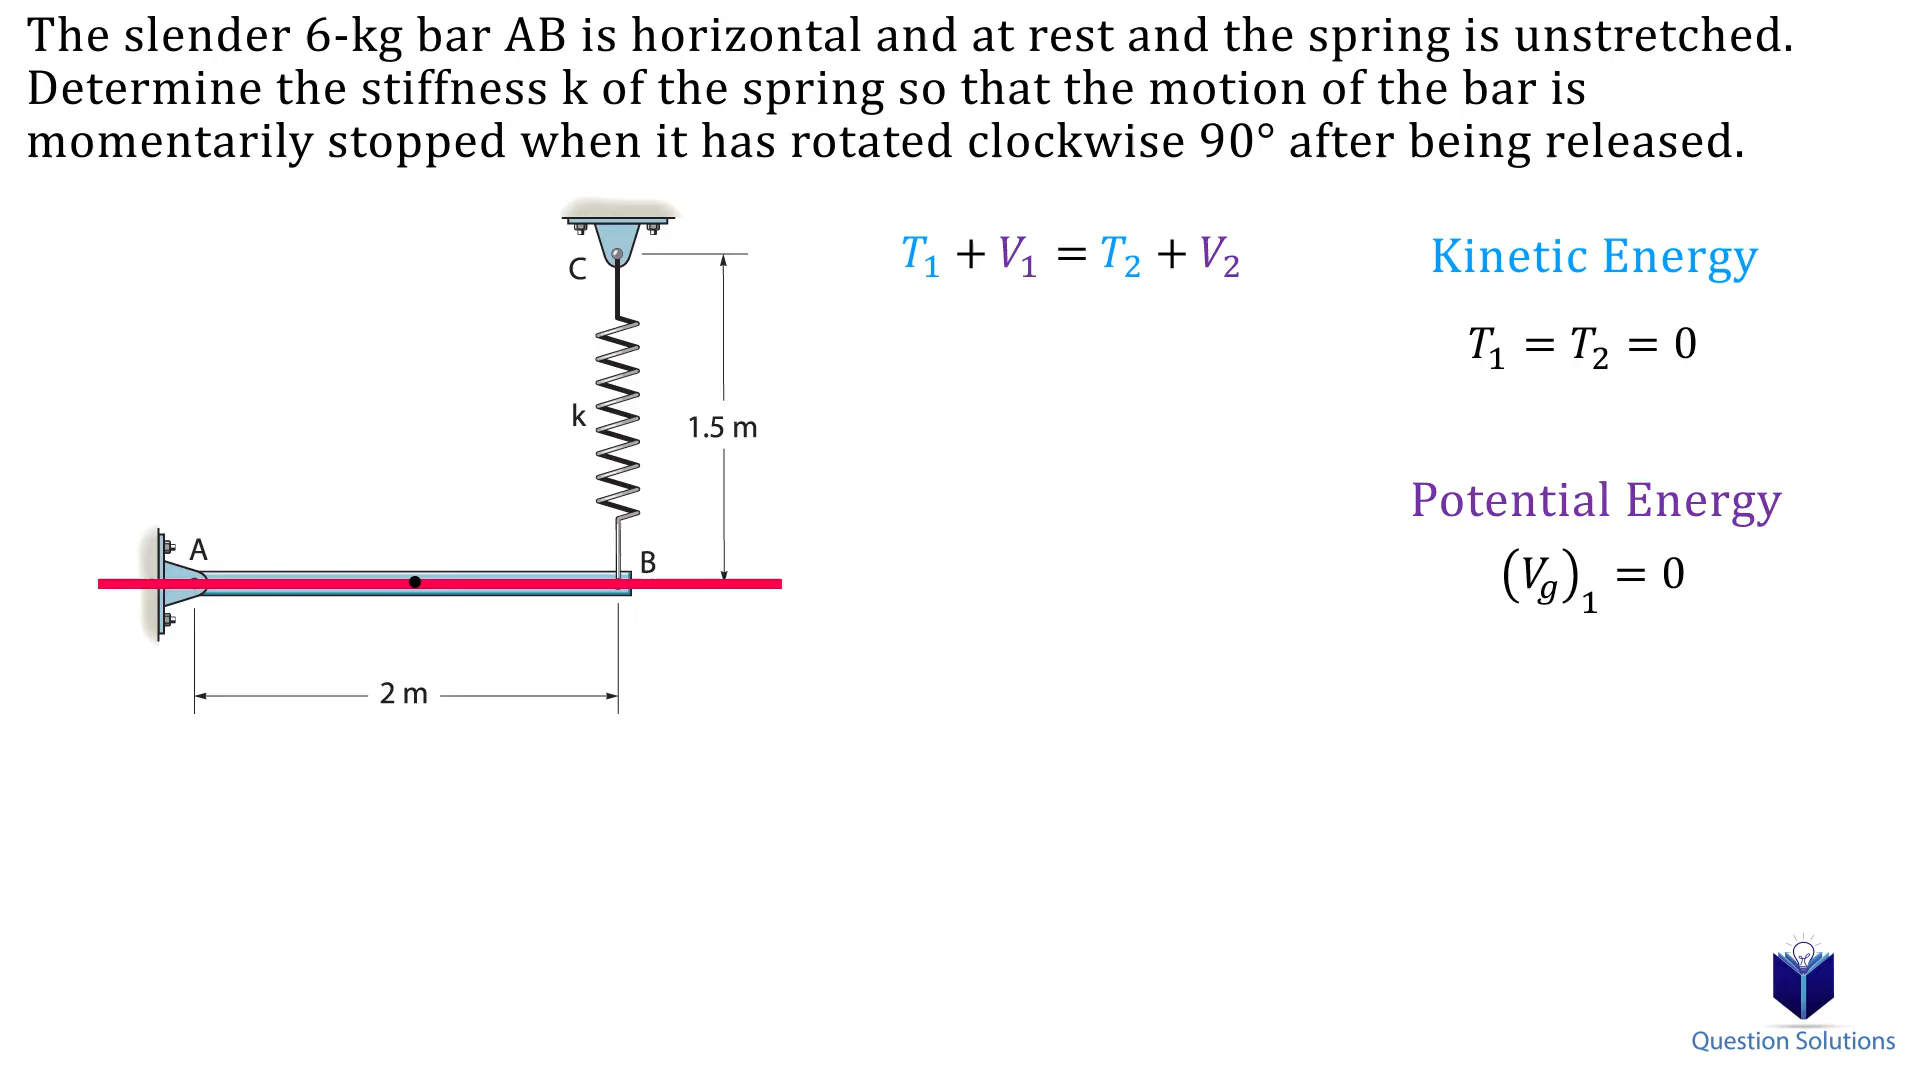 The slender 6-kg bar AB is horizontal and at rest and the spring is unstretched.
Determine the stiffness k of the spring so that the motion of the bar is
momentarily stopped when it has rotated clockwise 90° after being released.
T₁ + V₁ = T₂ + V₂
Kinetic Energy
T₁ = T₂ = 0
C
k
1.5 m
Potential Energy
(V_g)₁ = 0
A
B
2 m
Question Solutions